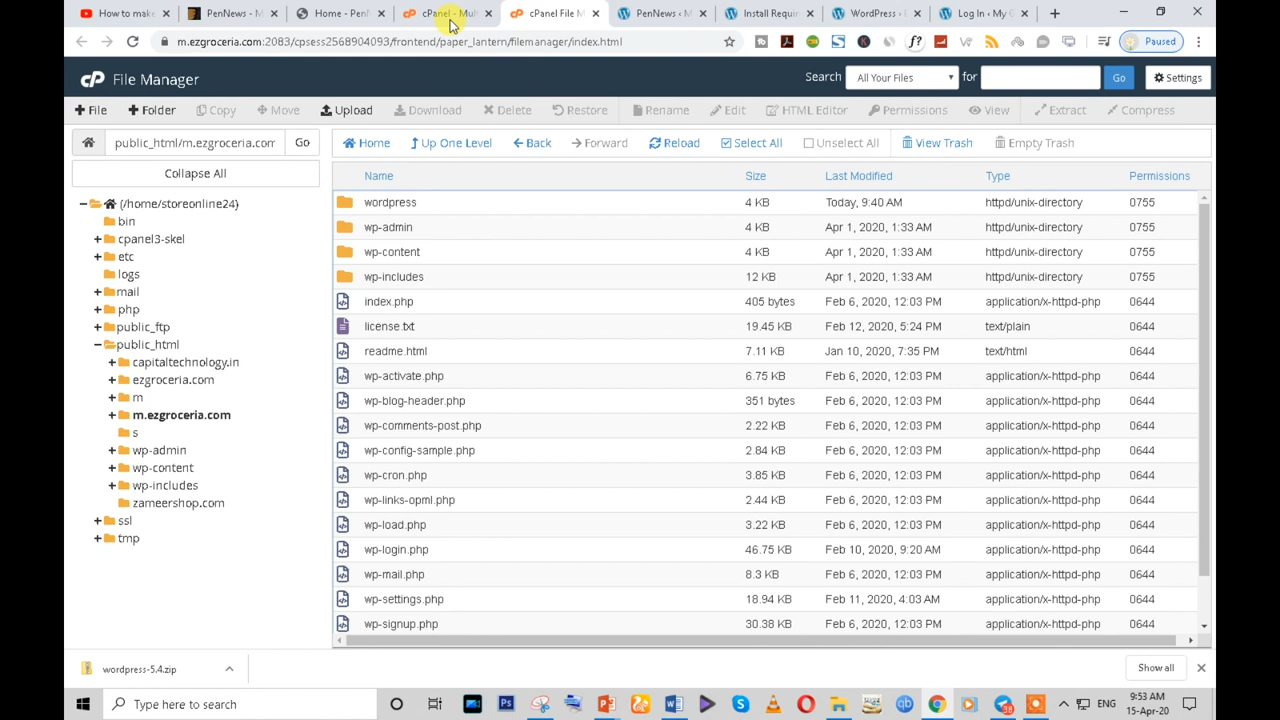 How to make
PenNews - M
Home - PenN
cPanel - Mul
cPanel File M
PenNews ‹ M
Install Requir
WordPress ‹ D
Log In ‹ My G
m.ezgroceria.com:2083/cpsess2568904093/frontend/paper_lantern/filemanager/index.html
Paused
cP File Manager
Search All Your Files for Go Settings
File Folder Copy Move Upload Download Delete Restore Rename Edit HTML Editor Permissions View Extract Compress
public_html/m.ezgroceria.com Go
Home Up One Level Back Forward Reload Select All Unselect All View Trash Empty Trash
Collapse All
(/home/storeonline24)
bin
cpanel3-skel
etc
logs
mail
php
public_ftp
public_html
capitaltechnology.in
ezgroceria.com
m
m.ezgroceria.com
s
wp-admin
wp-content
wp-includes
zameershop.com
ssl
tmp
Name Size Last Modified Type Permissions
wordpress 4 KB Today, 9:40 AM httpd/unix-directory 0755
wp-admin 4 KB Apr 1, 2020, 1:33 AM httpd/unix-directory 0755
wp-content 4 KB Apr 1, 2020, 1:33 AM httpd/unix-directory 0755
wp-includes 12 KB Apr 1, 2020, 1:33 AM httpd/unix-directory 0755
index.php 405 bytes Feb 6, 2020, 12:03 PM application/x-httpd-php 0644
license.txt 19.45 KB Feb 12, 2020, 5:24 PM text/plain 0644
readme.html 7.11 KB Jan 10, 2020, 7:35 PM text/html 0644
wp-activate.php 6.75 KB Feb 6, 2020, 12:03 PM application/x-httpd-php 0644
wp-blog-header.php 351 bytes Feb 6, 2020, 12:03 PM application/x-httpd-php 0644
wp-comments-post.php 2.22 KB Feb 6, 2020, 12:03 PM application/x-httpd-php 0644
wp-config-sample.php 2.84 KB Feb 6, 2020, 12:03 PM application/x-httpd-php 0644
wp-cron.php 3.85 KB Feb 6, 2020, 12:03 PM application/x-httpd-php 0644
wp-links-opml.php 2.44 KB Feb 6, 2020, 12:03 PM application/x-httpd-php 0644
wp-load.php 3.22 KB Feb 6, 2020, 12:03 PM application/x-httpd-php 0644
wp-login.php 46.75 KB Feb 10, 2020, 9:20 AM application/x-httpd-php 0644
wp-mail.php 8.3 KB Feb 6, 2020, 12:03 PM application/x-httpd-php 0644
wp-settings.php 18.94 KB Feb 11, 2020, 4:03 AM application/x-httpd-php 0644
wp-signup.php 30.38 KB Feb 6, 2020, 12:03 PM application/x-httpd-php 0644
wordpress-5.4.zip
Show all
Type here to search
ENG
9:53 AM
15-Apr-20